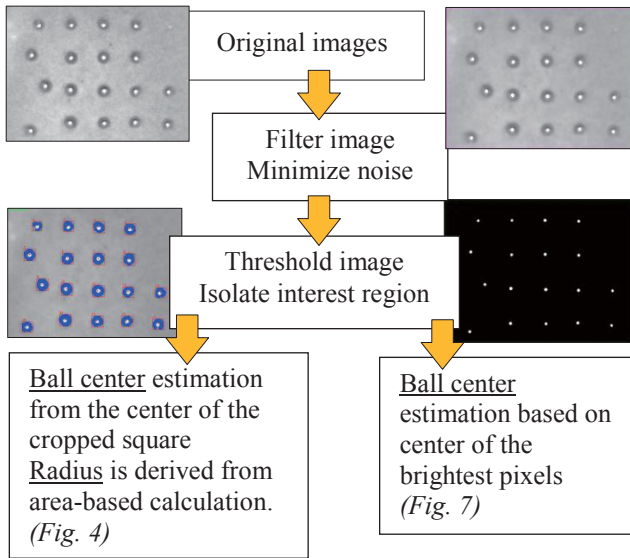 Original images
Filter image
Minimize noise
Threshold image
Isolate interest region
Ball center estimation
from the center of the
cropped square
Radius is derived from
area-based calculation.
(Fig. 4)
Ball center
estimation based on
center of the
brightest pixels
(Fig. 7)